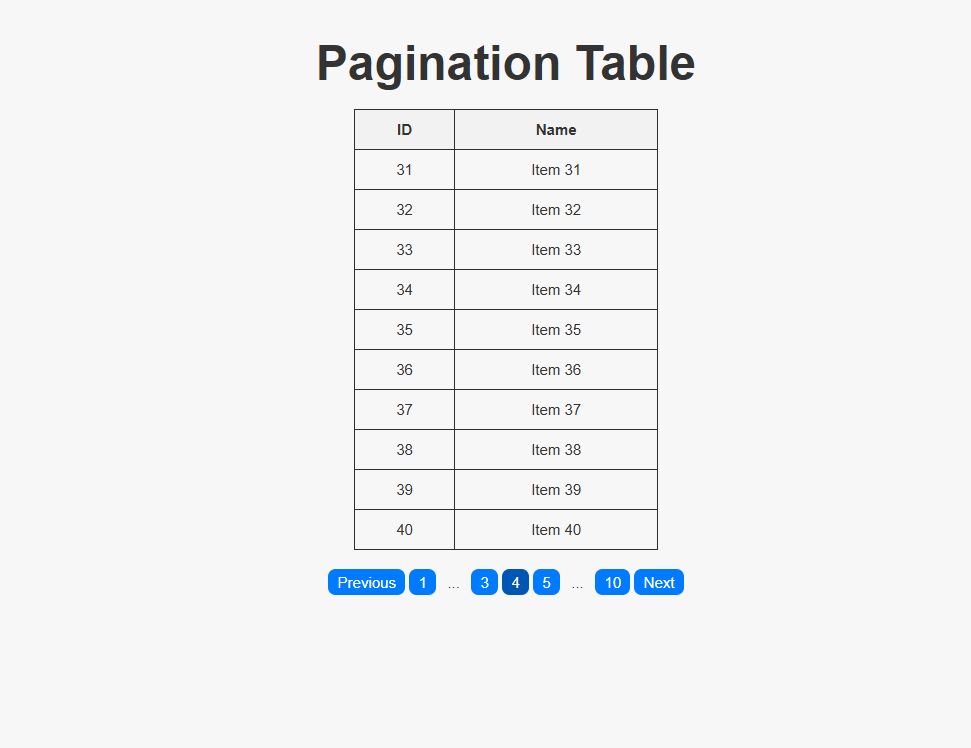 Pagination Table
ID Name
31 Item 31
32 Item 32
33 Item 33
34 Item 34
35 Item 35
36 Item 36
37 Item 37
38 Item 38
39 Item 39
40 Item 40
Previous 1 ... 3 4 5 ... 10 Next